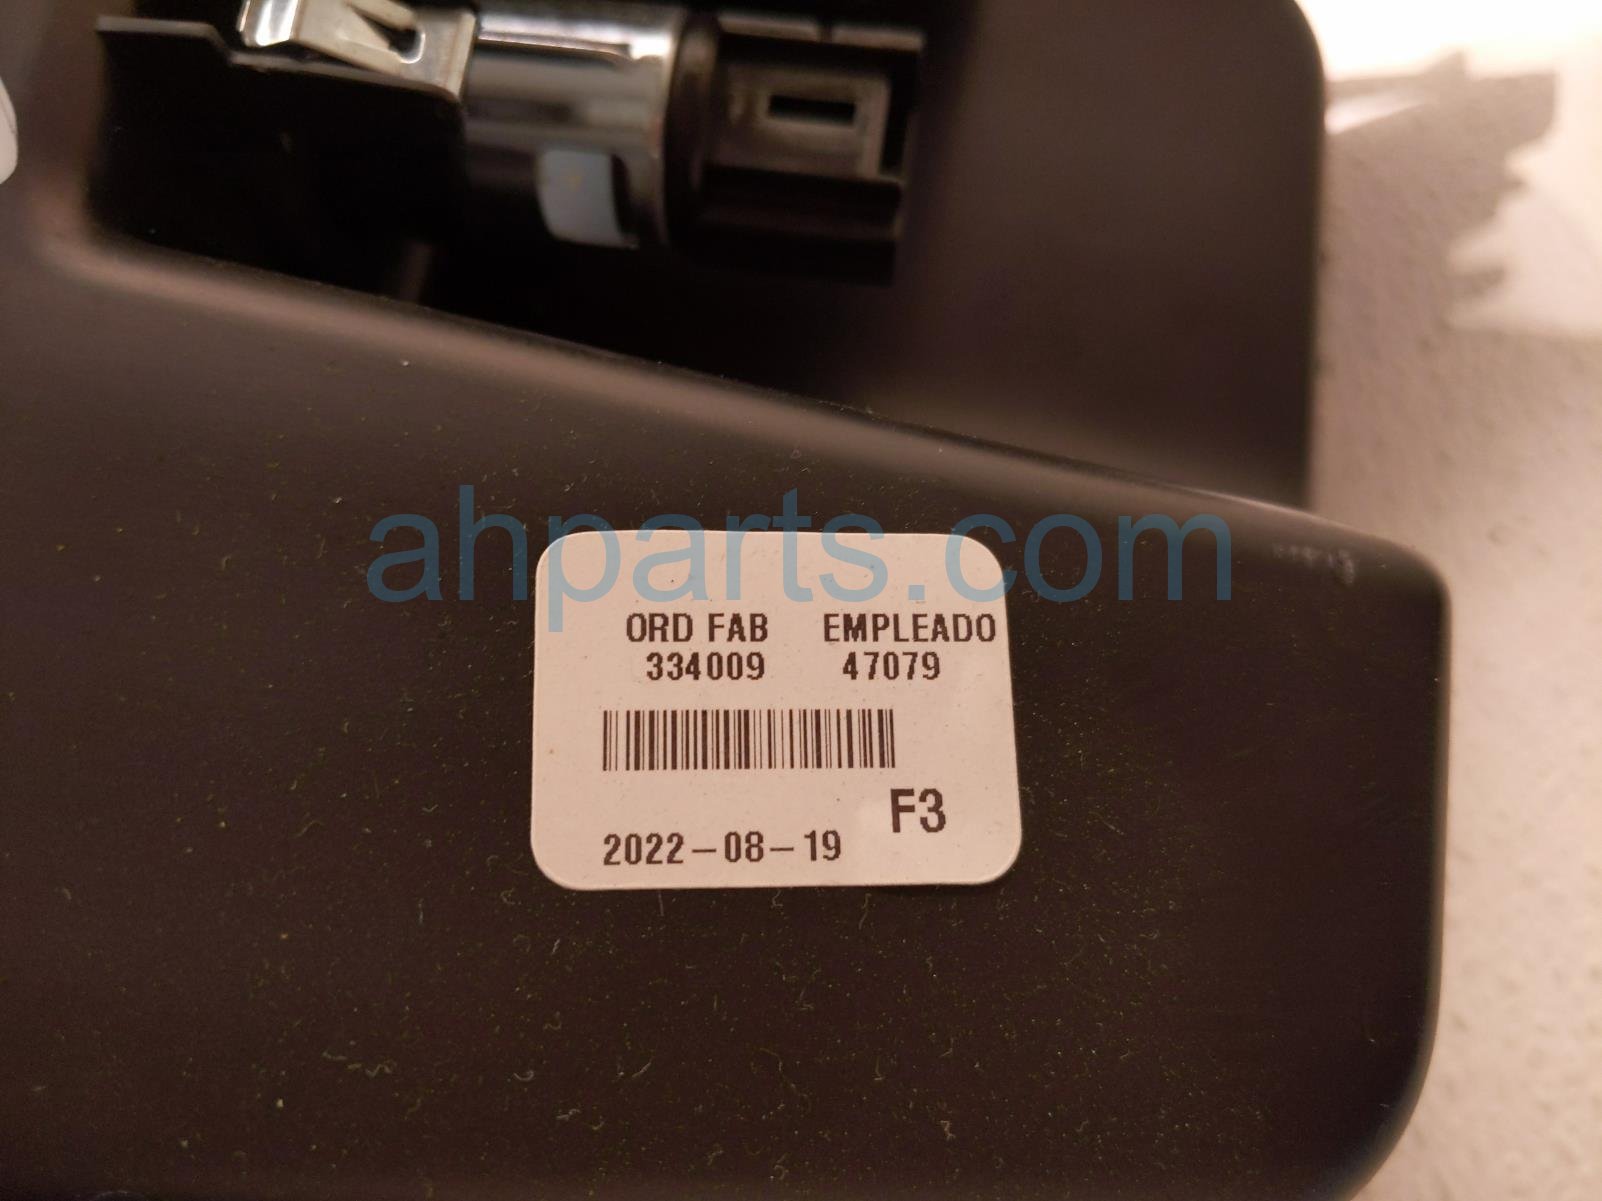 ahparts.com
ORD FAB EMPLEADO
334009 47079
F3
2022-08-19